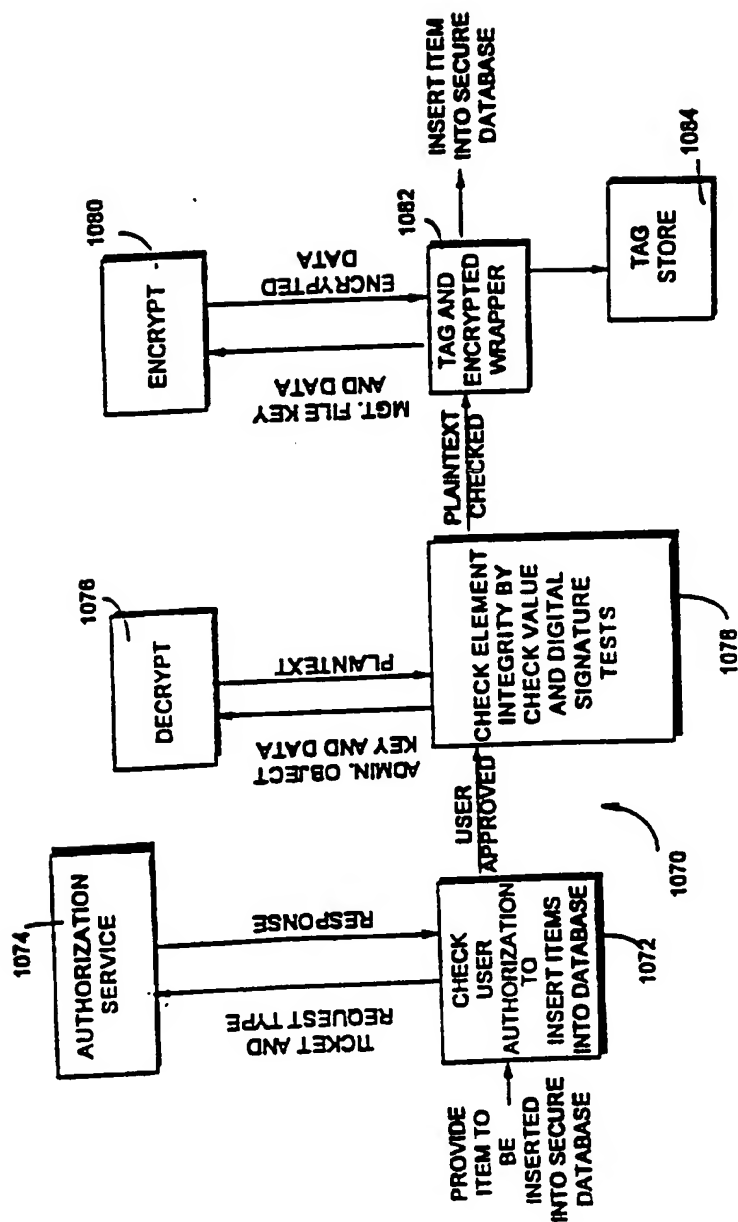 1074
AUTHORIZATION
SERVICE
TICKET AND
REQUEST TYPE
RESPONSE
PROVIDE
ITEM TO
BE
INSERTED
INTO SECURE
DATABASE
CHECK
USER
AUTHORIZATION
TO
INSERT ITEMS
INTO DATABASE
1072
USER
APPROVED
1070
1076
DECRYPT
ADMIN. OBJECT
KEY AND DATA
PLAINTEXT
CHECK ELEMENT
INTEGRITY BY
CHECK VALUE
AND DIGITAL
SIGNATURE
TESTS
1078
PLAINTEXT
CHECKED
1080
ENCRYPT
MGT. FILE KEY
AND DATA
ENCRYPTED
DATA
1082
TAG AND
ENCRYPTED
WRAPPER
INSERT ITEM
INTO SECURE
DATABASE
TAG
STORE
1084